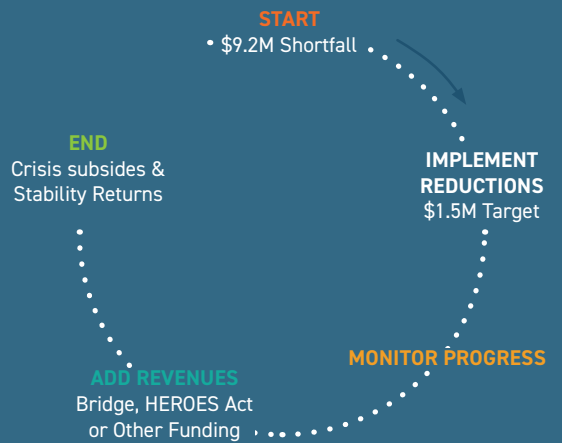 START
$9.2M Shortfall
IMPLEMENT
REDUCTIONS
$1.5M Target
MONITOR PROGRESS
ADD REVENUES
Bridge, HEROES Act
or Other Funding
END
Crisis subsides &
Stability Returns